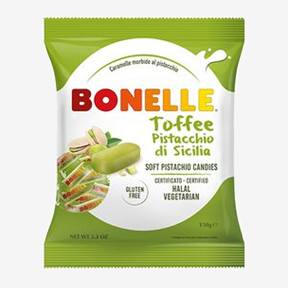 Caramelle morbide al pistacchio
BONELLE
Toffee
Pistacchio
di Sicilia
SOFT PISTACHIO CANDIES
CERTIFICATO - CERTIFIED
HALAL
VEGETARIAN
GLUTEN
FREE
150g
NET WT. 5.3 OZ.